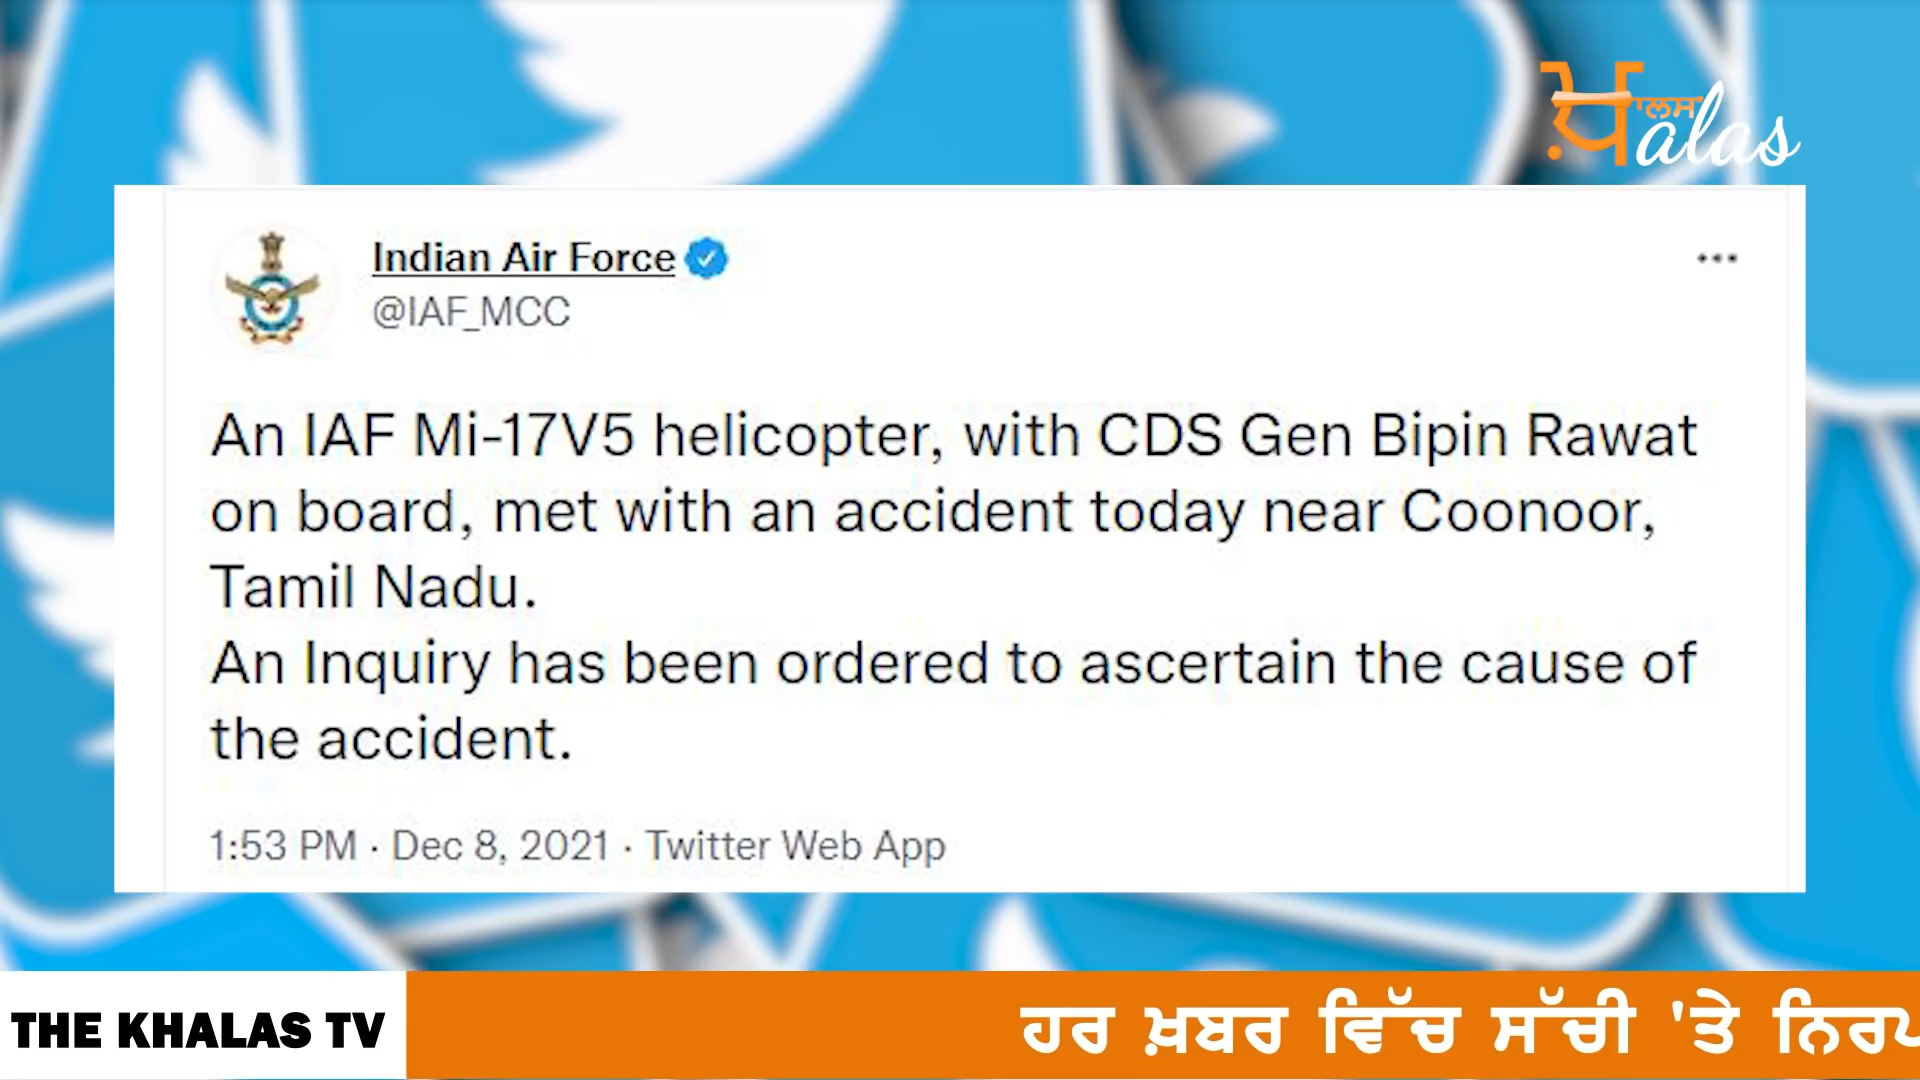 ਖ਼ਾਲਸ alas
Indian Air Force
@IAF_MCC
An IAF Mi-17V5 helicopter, with CDS Gen Bipin Rawat
on board, met with an accident today near Coonoor,
Tamil Nadu.
An Inquiry has been ordered to ascertain the cause of
the accident.
1:53 PM · Dec 8, 2021 · Twitter Web App
THE KHALAS TV
ਹਰ ਖ਼ਬਰ ਵਿੱਚ ਸੱਚੀ 'ਤੇ